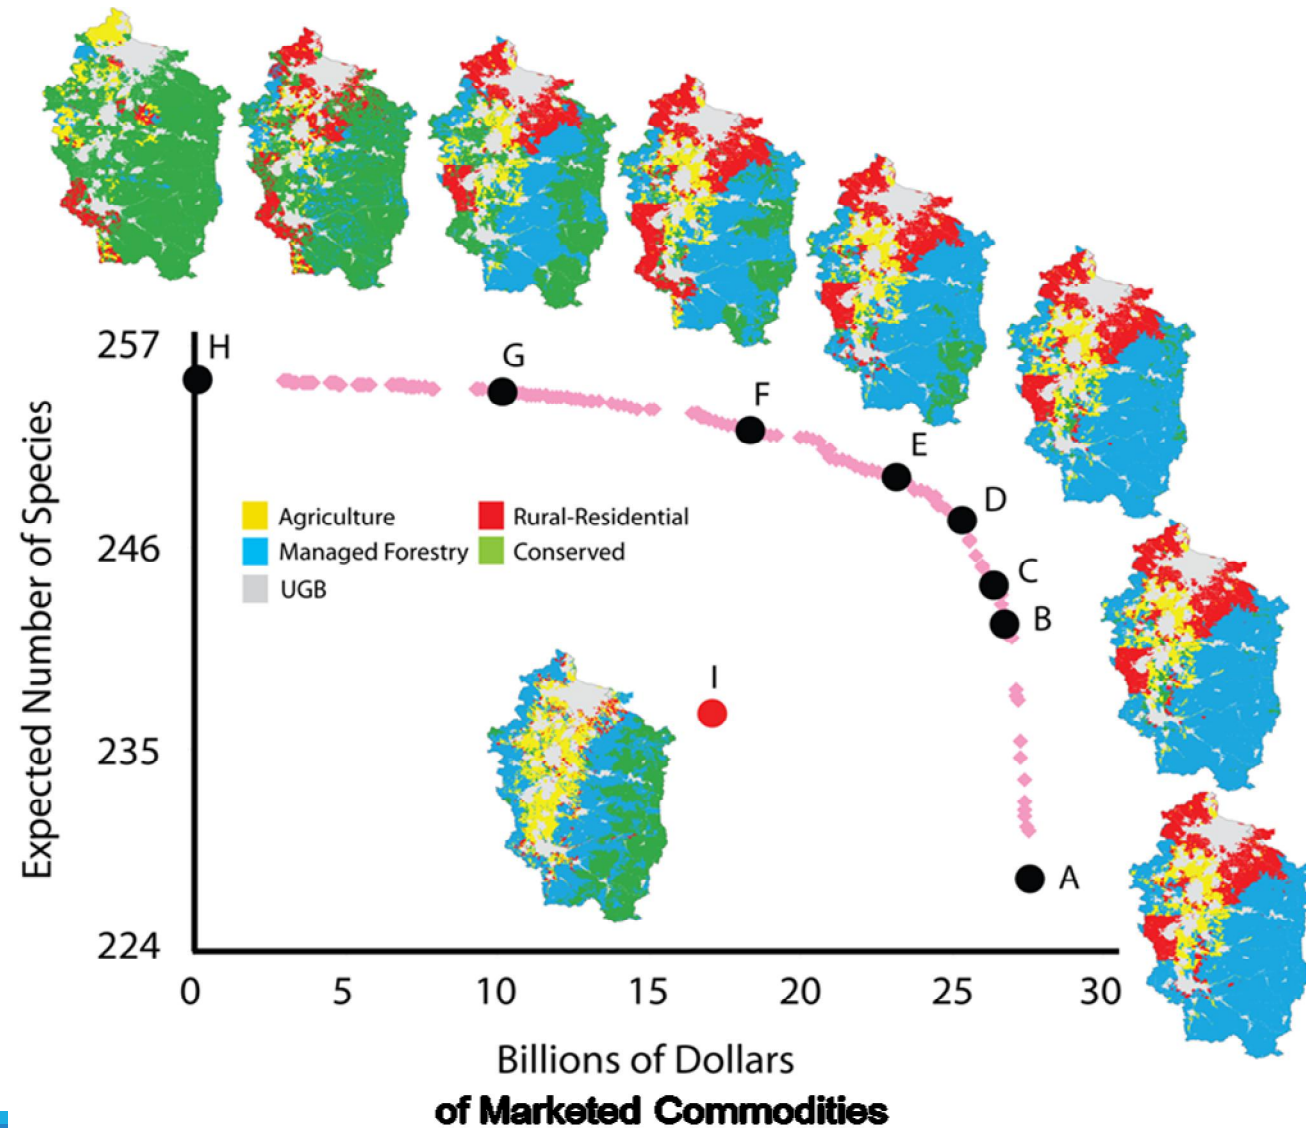 257
H
G
F
E
D
C
B
A
I
246
235
224
Expected Number of Species
Agriculture
Rural-Residential
Managed Forestry
Conserved
UGB
0 5 10 15 20 25 30
Billions of Dollars
of Marketed Commodities